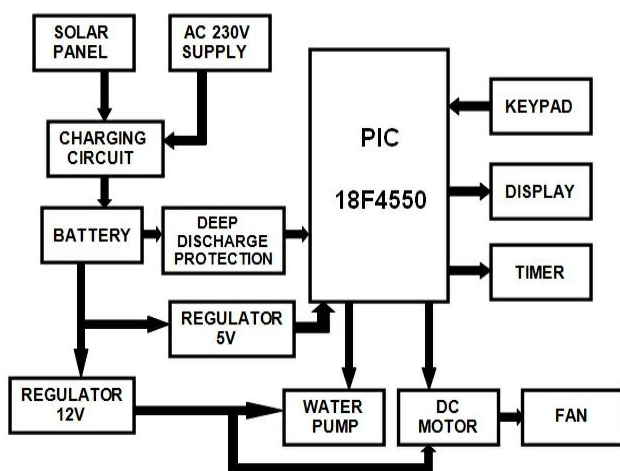 SOLAR
PANEL
AC 230V
SUPPLY
CHARGING
CIRCUIT
BATTERY
DEEP
DISCHARGE
PROTECTION
REGULATOR
5V
REGULATOR
12V
PIC
18F4550
KEYPAD
DISPLAY
TIMER
WATER
PUMP
DC
MOTOR
FAN